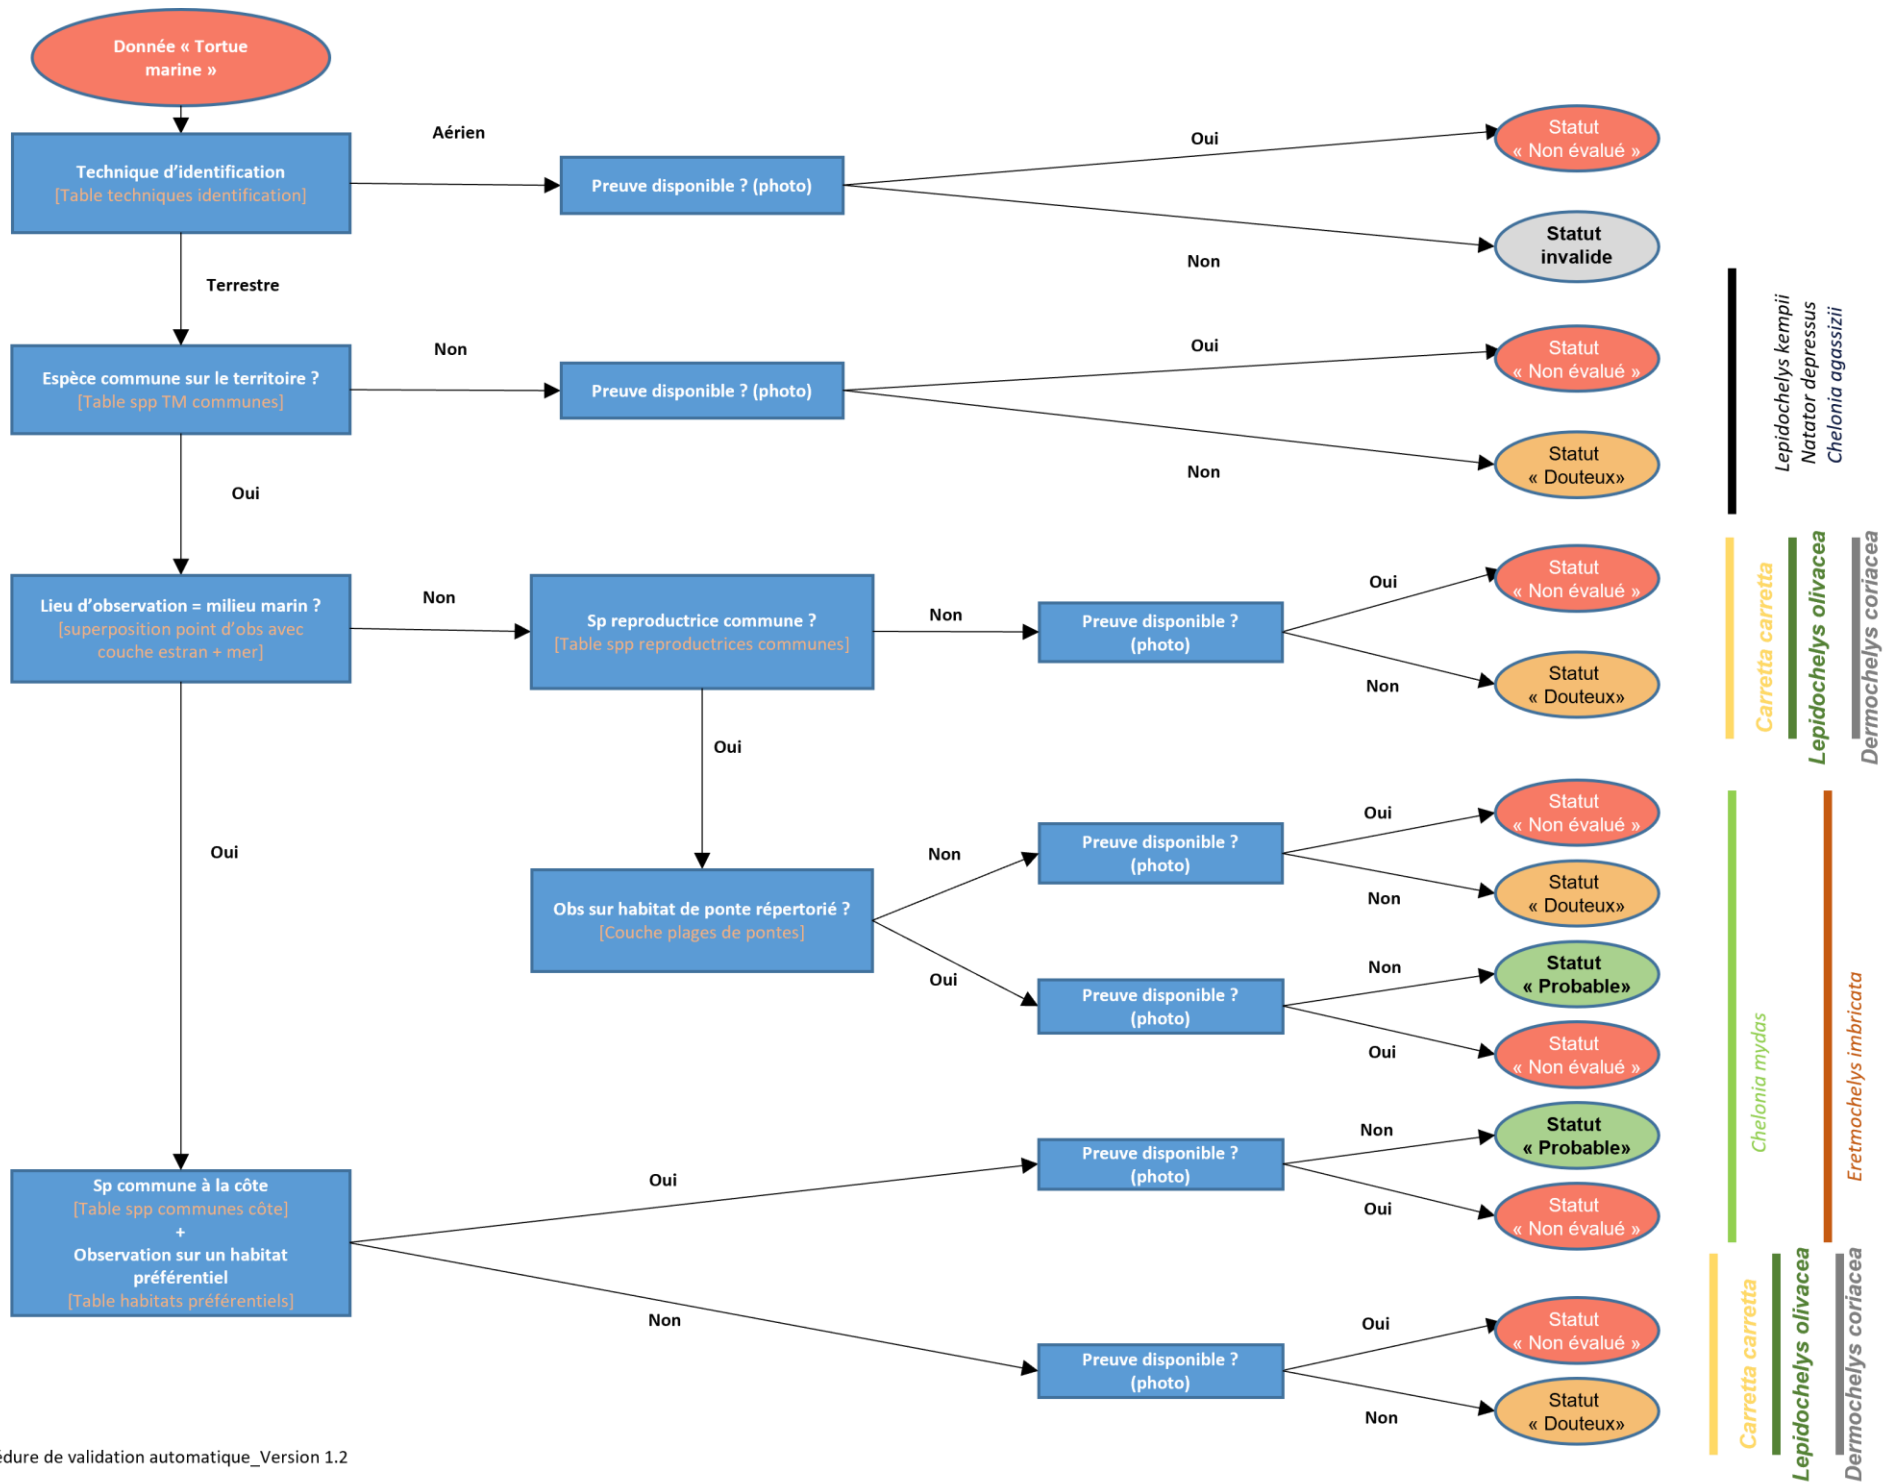 Donnée « Tortue
marine »
Technique d'identification
[Table techniques identification]
Aérien
Preuve disponible ? (photo)
Oui
Statut
« Non évalué »
Non
Statut
invalide
Terrestre
Espèce commune sur le territoire ?
[Table spp TM communes]
Non
Preuve disponible ? (photo)
Oui
Statut
« Non évalué »
Non
Statut
« Douteux»
Lepidochelys kempii
Natator depressus
Chelonia agassizii
Oui
Lieu d'observation = milieu marin ?
[superposition point d'obs avec
couche estran + mer]
Non
Sp reproductrice commune ?
[Table spp reproductrices communes]
Non
Preuve disponible ?
(photo)
Oui
Statut
« Non évalué »
Non
Statut
« Douteux»
Carretta carretta
Lepidochelys olivacea
Dermochelys coriacea
Oui
Obs sur habitat de ponte répertorié ?
[Couche plages de pontes]
Non
Preuve disponible ?
(photo)
Oui
Statut
« Non évalué »
Non
Statut
« Douteux»
Oui
Preuve disponible ?
(photo)
Non
Statut
« Probable»
Oui
Statut
« Non évalué »
Chelonia mydas
Eretmochelys imbricata
Oui
Sp commune à la côte
[Table spp communes côte]
+
Observation sur un habitat
préférentiel
[Table habitats préférentiels]
Oui
Preuve disponible ?
(photo)
Non
Statut
« Probable»
Oui
Statut
« Non évalué »
Non
Preuve disponible ?
(photo)
Oui
Statut
« Non évalué »
Non
Statut
« Douteux»
Carretta carretta
Lepidochelys olivacea
Dermochelys coriacea
édure de validation automatique_Version 1.2